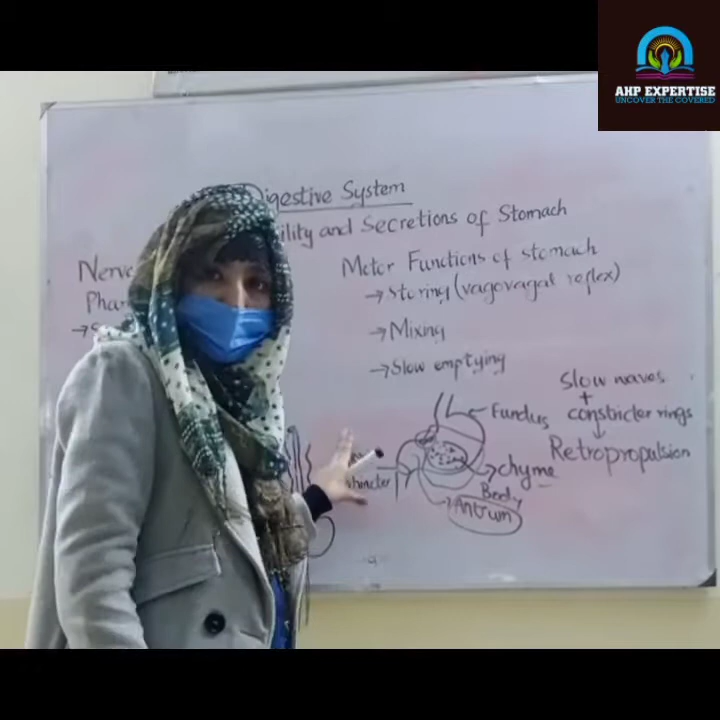 AHP EXPERTISE
UNCOVER THE COVERED
Digestive System
ility and Secretions of Stomach
Nerv
Pha
Motor Functions of stomach
→ Storing (vagovagal reflex)
→ Mixing
→ Slow emptying
Slow waves
+
constricter rings
Retropropulsion
Fundus
chyme
Body
Antrum